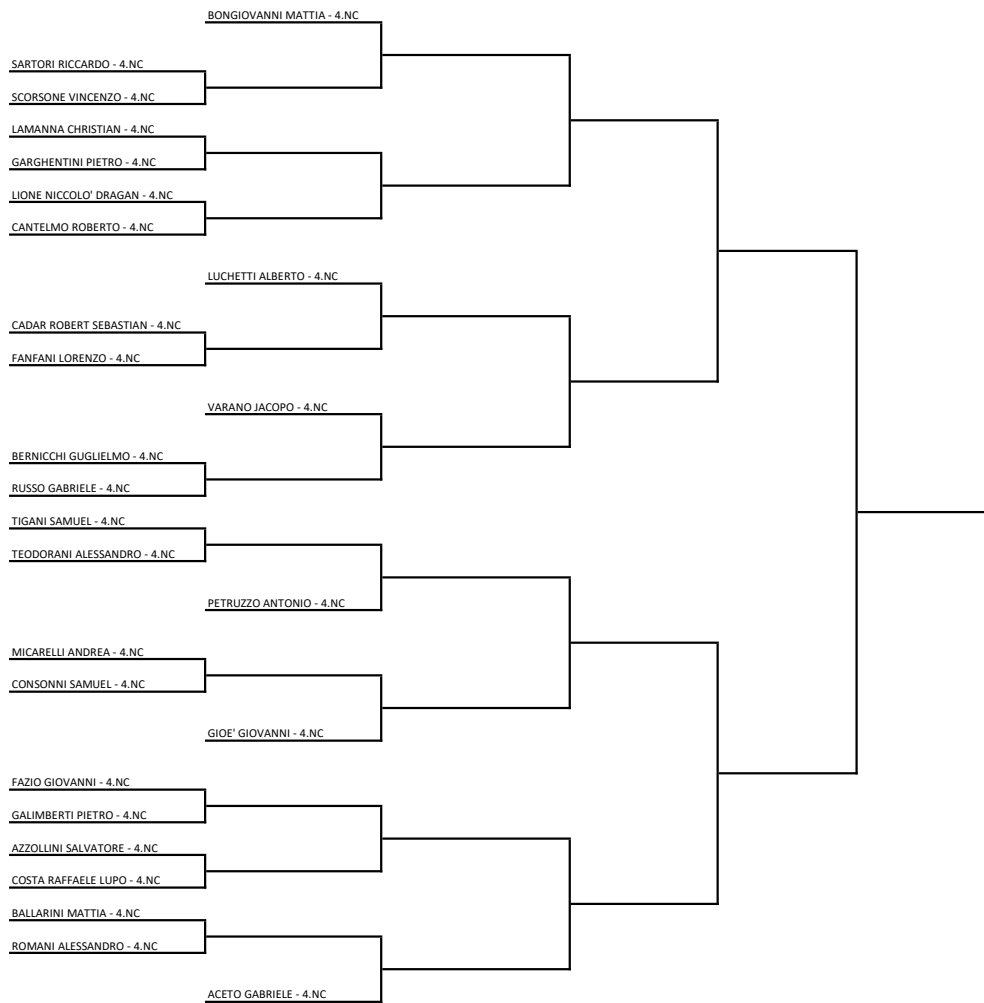 BONGIOVANNI MATTIA - 4.NC
SARTORI RICCARDO - 4.NC
SCORSONE VINCENZO - 4.NC
LAMANNA CHRISTIAN - 4.NC
GARGHENTINI PIETRO - 4.NC
LIONE NICCOLO' DRAGAN - 4.NC
CANTELMO ROBERTO - 4.NC
LUCHETTI ALBERTO - 4.NC
CADAR ROBERT SEBASTIAN - 4.NC
FANFANI LORENZO - 4.NC
VARANO JACOPO - 4.NC
BERNICCHI GUGLIELMO - 4.NC
RUSSO GABRIELE - 4.NC
TIGANI SAMUEL - 4.NC
TEODORANI ALESSANDRO - 4.NC
PETRUZZO ANTONIO - 4.NC
MICARELLI ANDREA - 4.NC
CONSONNI SAMUEL - 4.NC
GIOE' GIOVANNI - 4.NC
FAZIO GIOVANNI - 4.NC
GALIMBERTI PIETRO - 4.NC
AZZOLLINI SALVATORE - 4.NC
COSTA RAFFAELE LUPO - 4.NC
BALLARINI MATTIA - 4.NC
ROMANI ALESSANDRO - 4.NC
ACETO GABRIELE - 4.NC